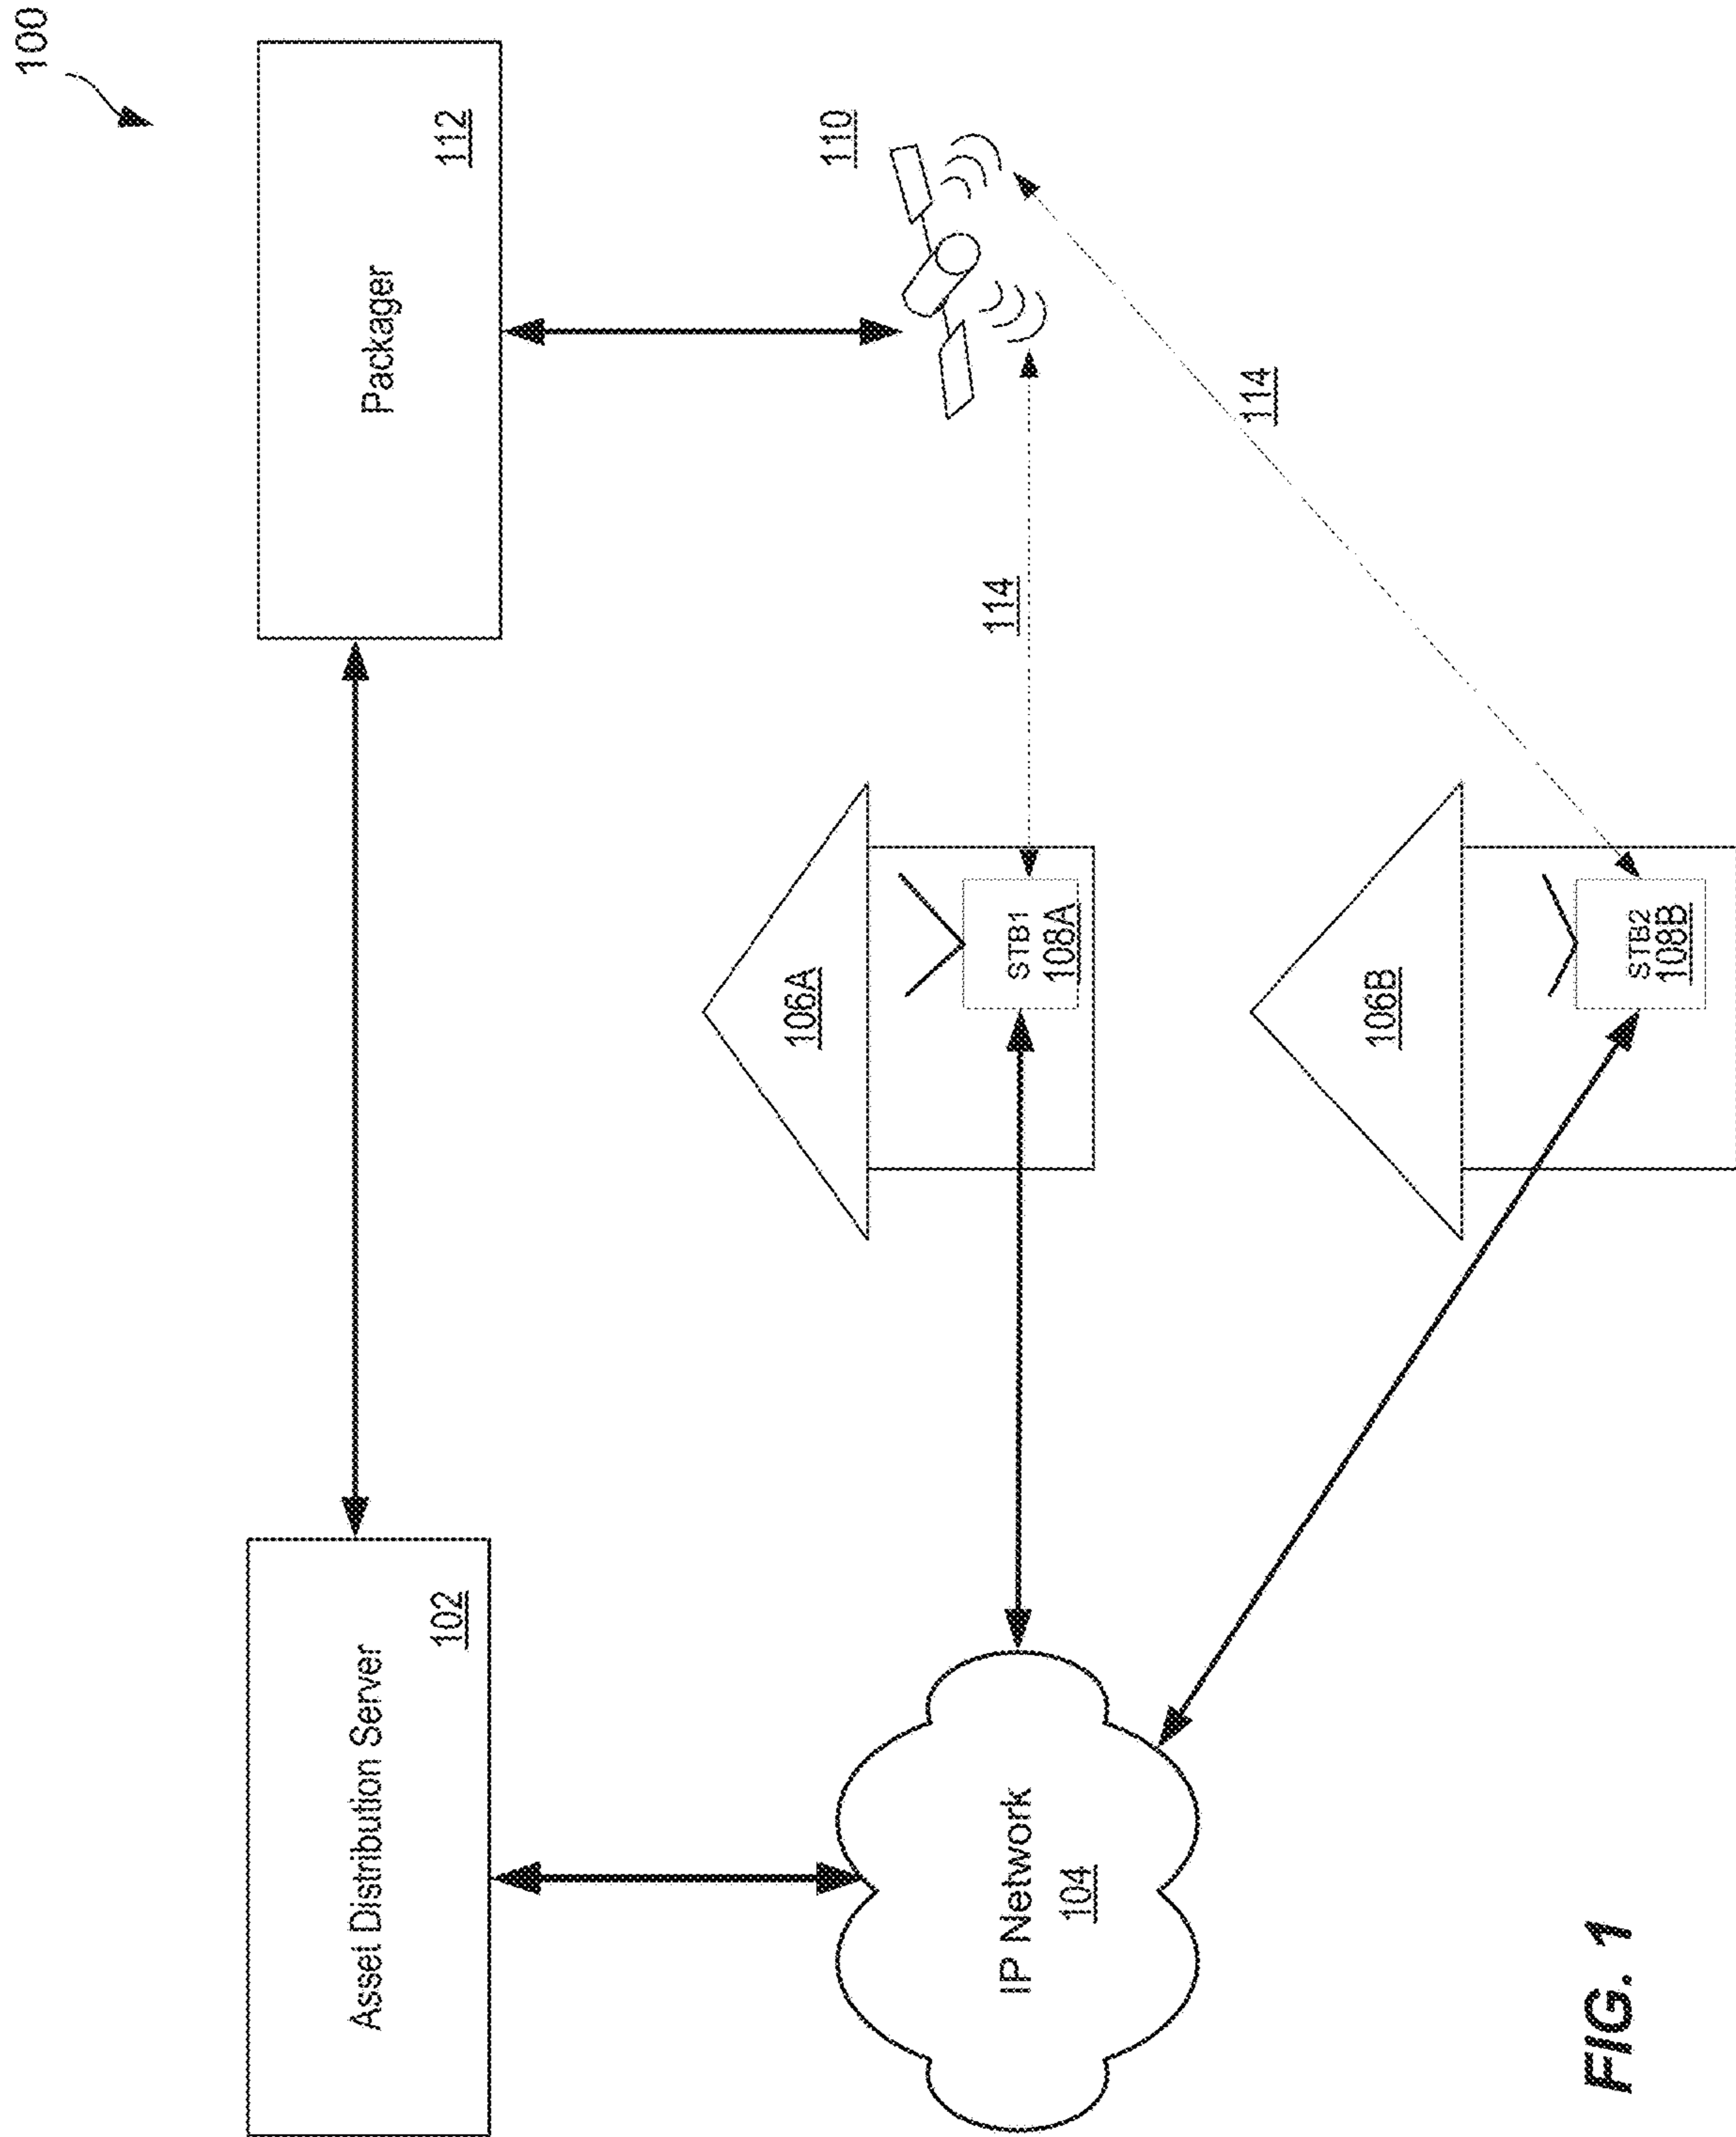 100
Asset Distribution Server
102
Packager
112
110
IP Network
104
106A
STB1
108A
114
106B
STB2
108B
114
FIG. 1